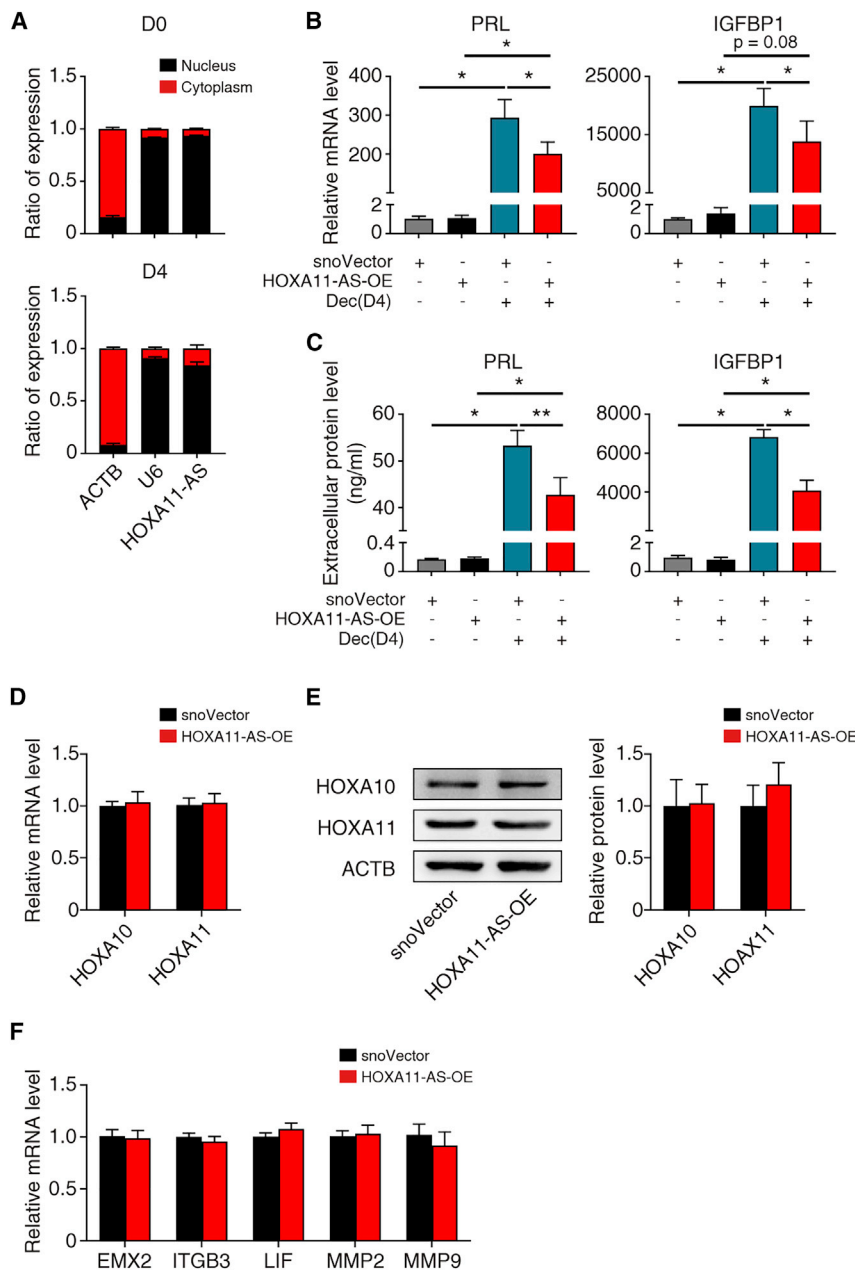 A
D0
Nucleus
Cytoplasm
Ratio of expression
1.5
1.0
0.5
0
D4
Ratio of expression
1.5
1.0
0.5
0
ACTB U6 HOXA11-AS
B
PRL
Relative mRNA level
400
300
200
2
0
* * *
snoVector + - + -
HOXA11-AS-OE - + - +
Dec(D4) - - + +
IGFBP1
p = 0.08
* *
25000
15000
5000
2
0
+ - + -
- + - +
- - + +
C
PRL
Extracellular protein level
(ng/ml)
60
50
40
0.4
0
*
* **
snoVector + - + -
HOXA11-AS-OE - + - +
Dec(D4) - - + +
IGFBP1
*
* *
8000
6000
4000
2
0
+ - + -
- + - +
- - + +
D
snoVector
HOXA11-AS-OE
Relative mRNA level
1.5
1.0
0.5
0
HOXA10 HOXA11
E
HOXA10
HOXA11
ACTB
snoVector HOXA11-AS-OE
snoVector
HOXA11-AS-OE
Relative protein level
1.5
1.0
0.5
0
HOXA10 HOAX11
F
snoVector
HOXA11-AS-OE
Relative mRNA level
1.5
1.0
0.5
0
EMX2 ITGB3 LIF MMP2 MMP9